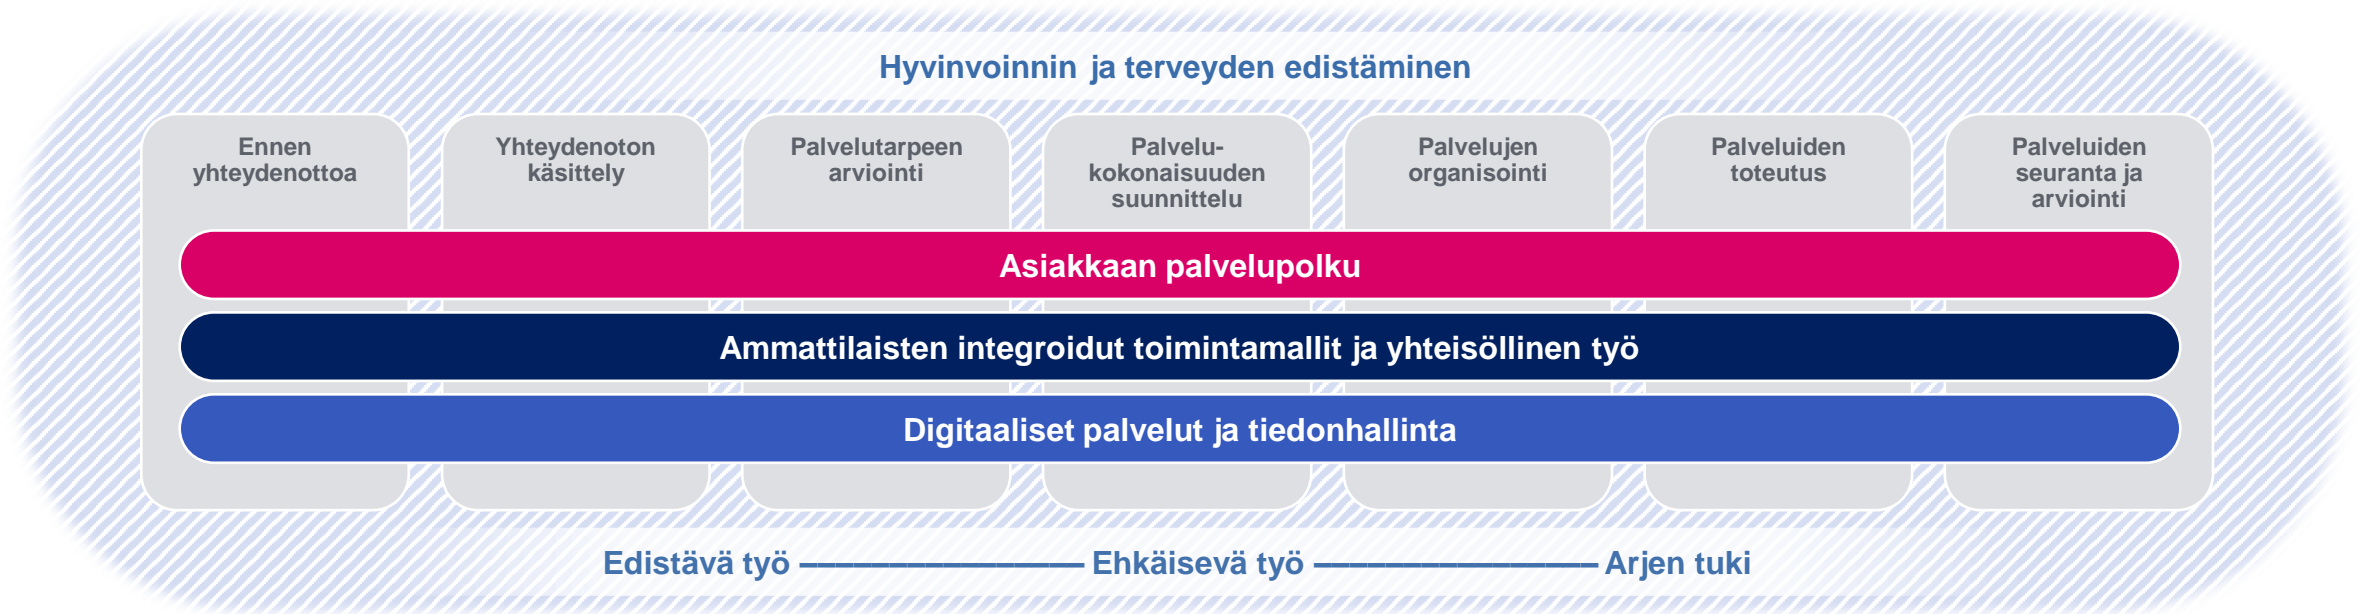 Hyvinvoinnin ja terveyden edistäminen
Ennen
yhteydenottoa
Yhteydenoton
käsittely
Palvelutarpeen
arviointi
Palvelu-
kokonaisuuden
suunnittelu
Palvelujen
organisointi
Palveluiden
toteutus
Palveluiden
seuranta ja
arviointi
Asiakkaan palvelupolku
Ammattilaisten integroidut toimintamallit ja yhteisöllinen työ
Digitaaliset palvelut ja tiedonhallinta
Edistävä työ ———————— Ehkäisevä työ ———————— Arjen tuki